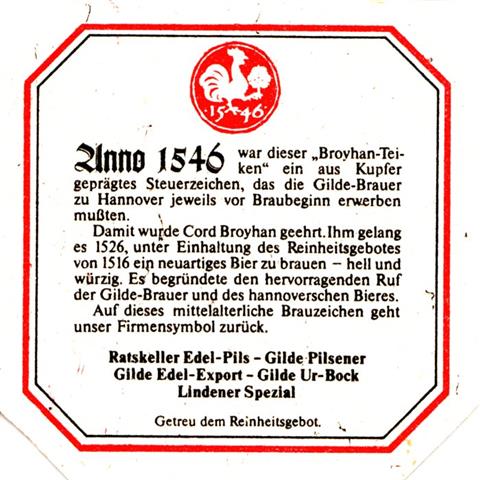 ·15 46·
Anno 1546 war dieser „Broyhan-Tei-
ken“ ein aus Kupfer
geprägtes Steuerzeichen, das die Gilde-Brauer
zu Hannover jeweils vor Braubeginn erwerben
mußten.
Damit wurde Cord Broyhan geehrt. Ihm gelang
es 1526, unter Einhaltung des Reinheitsgebotes
von 1516 ein neuartiges Bier zu brauen – hell und
würzig. Es begründete den hervorragenden Ruf
der Gilde-Brauer und des hannoverschen Bieres.
Auf dieses mittelalterliche Brauzeichen geht
unser Firmensymbol zurück.
Ratskeller Edel-Pils – Gilde Pilsener
Gilde Edel-Export – Gilde Ur-Bock
Lindener Spezial
Getreu dem Reinheitsgebot.